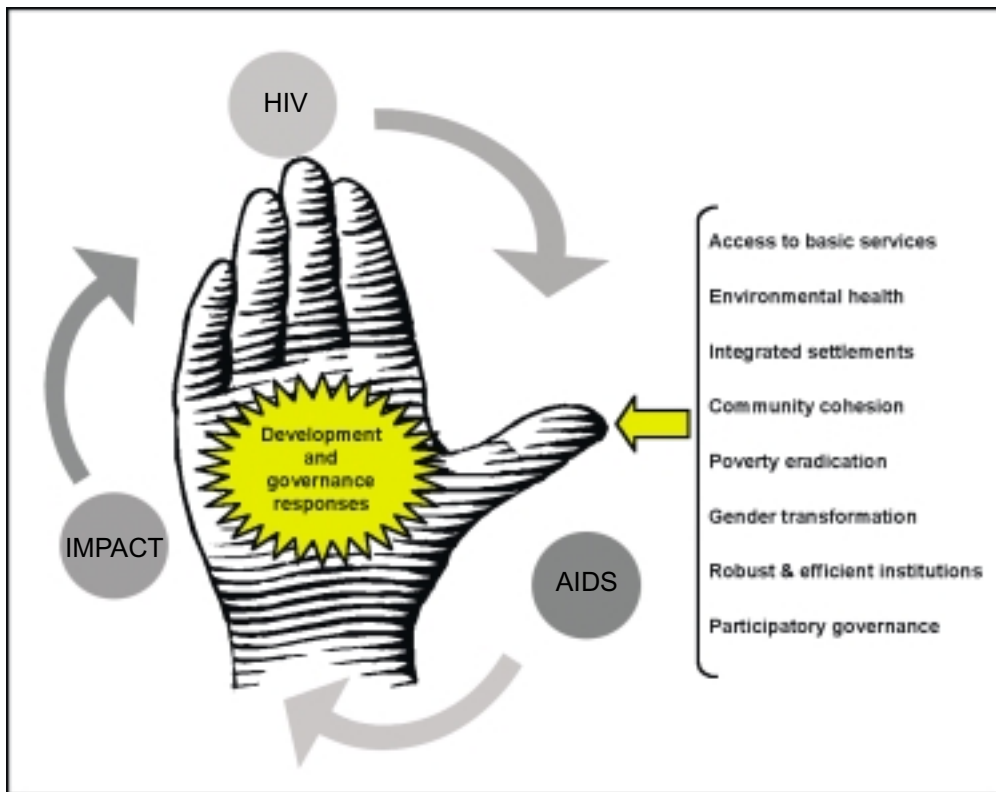 HIV
Access to basic services
Environmental health
Integrated settlements
Community cohesion
Poverty eradication
Gender transformation
Robust & efficient institutions
Participatory governance
Development
and
governance
responses
IMPACT
AIDS